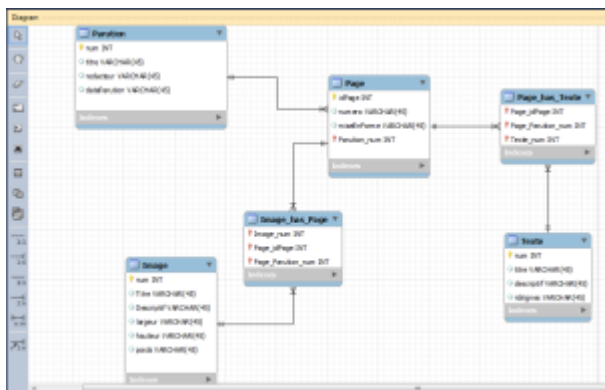 Diagram
Parution
num INT
titre VARCHAR(45)
redacteur VARCHAR(45)
dateParution VARCHAR(45)
Indexes
Page
idPage INT
numero VARCHAR(45)
miseEnForme VARCHAR(45)
Parution_num INT
Indexes
Page_has_Texte
Page_idPage INT
Page_Parution_num INT
Texte_num INT
Indexes
Image_has_Page
Image_num INT
Page_idPage INT
Page_Parution_num INT
Indexes
Texte
num INT
titre VARCHAR(45)
descriptif VARCHAR(45)
Indexes
Image
num INT
Titre VARCHAR(45)
Descriptif VARCHAR(45)
largeur VARCHAR(45)
hauteur VARCHAR(45)
poids VARCHAR(45)
Indexes